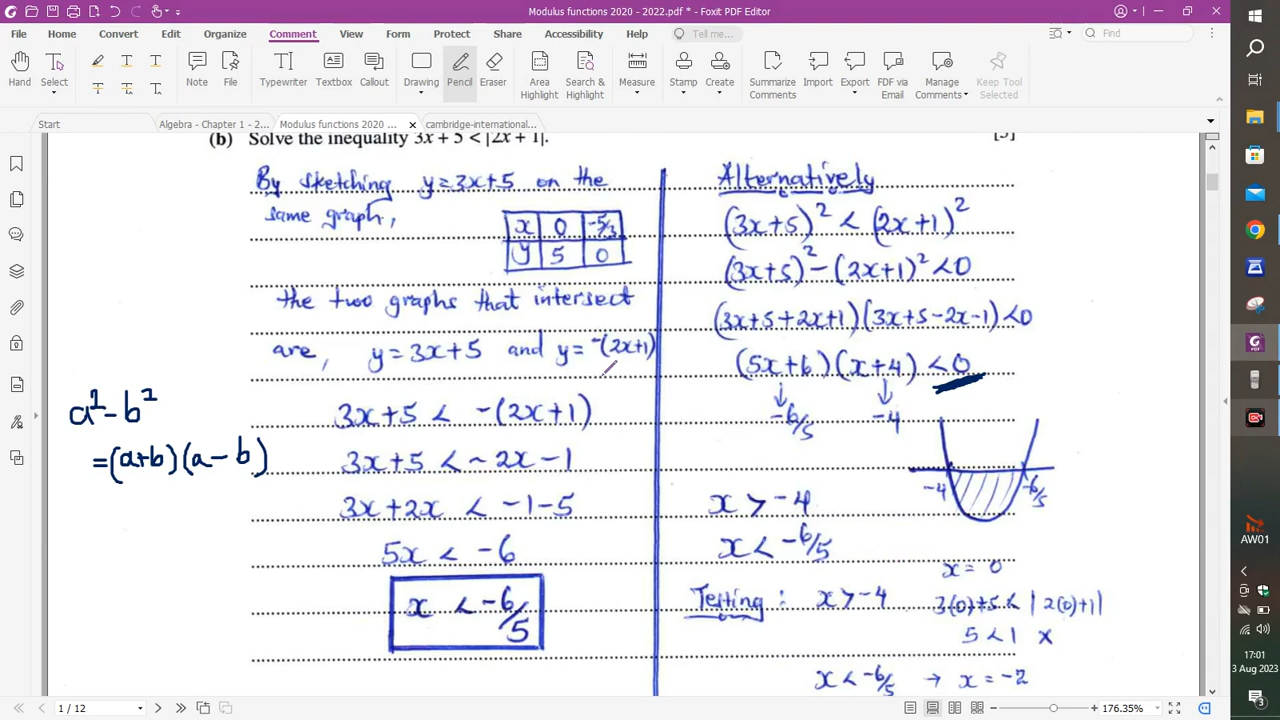 Modulus functions 2020 - 2022.pdf * - Foxit PDF Editor
File Home Convert Edit Organize Comment View Form Protect Share Accessibility Help Tell me... Find
Hand Select Note File Typewriter Textbox Callout Drawing Pencil Eraser Area Highlight Search & Highlight Measure Stamp Create Summarize Comments Import Export PDF via Email Manage Comments Keep Tool Selected
Start Algebra - Chapter 1 - 2... Modulus functions 2020 ... cambridge-international...
(b) Solve the inequality 3x + 5 < |2x + 1|. [3]
By sketching y=3x+5 on the
same graph,
x 0 -5/3
y 5 0
the two graphs that intersect
are, y=3x+5 and y=-(2x+1)
3x+5 < -(2x+1)
3x+5 < -2x-1
3x+2x < -1-5
5x < -6
x < -6/5
a²-b²
=(a+b)(a-b)
Alternatively
(3x+5)² < (2x+1)²
(3x+5)²-(2x+1)²<0
(3x+5+2x+1)(3x+5-2x-1)<0
(5x+6)(x+4)<0
-6/5 -4
-4 -6/5
x > -4
x < -6/5
Testing: x>-4
x = 0
3(0)+5 < |2(0)+1|
5 < 1 x
x < -6/5 → x = -2
1 / 12
176.35%
AW01
17:01
3 Aug 2023
3